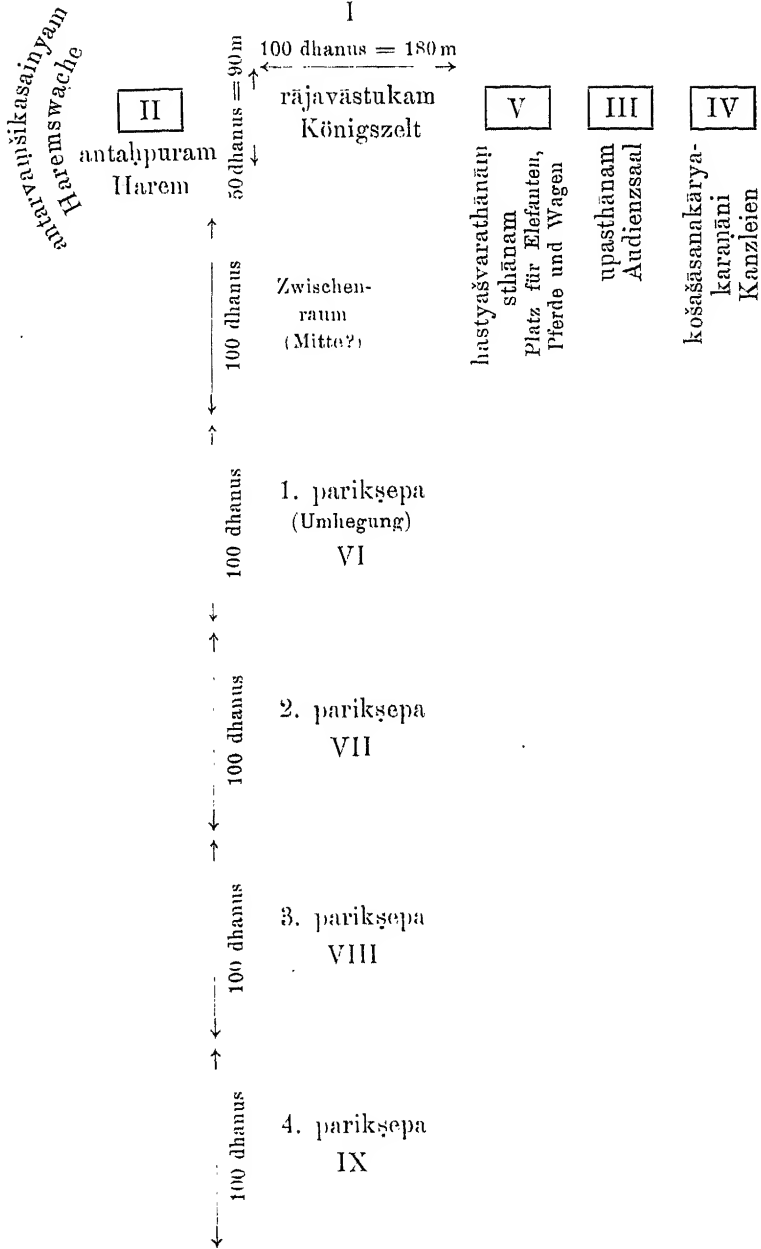 I
100 dhanus = 180 m
rājavāstukam
Königszelt
50 dhanus = 90 m
antarvaṃśikasainyam
Haremswache
II
antaḥpuram
Harem
V
hastyaśvarathānāṃ
sthānam
Platz für Elefanten,
Pferde und Wagen
III
upasthānam
Audienzsaal
IV
kośaśāsanakārya-
karaṇāni
Kanzleien
100 dhanus
Zwischen-
raum
(Mitte?)
100 dhanus
1. parikṣepa
(Umhegung)
VI
100 dhanus
2. parikṣepa
VII
100 dhanus
3. parikṣepa
VIII
100 dhanus
4. parikṣepa
IX